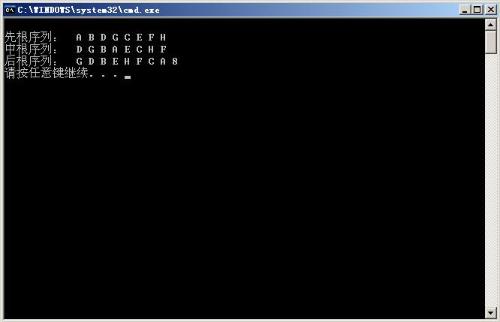 C:\WINDOWS\system32\cmd.exe
先根序列： A B D G C E F H
中根序列： D G B A E C H F
后根序列： G D B E H F C A 8
请按任意键继续. . . _